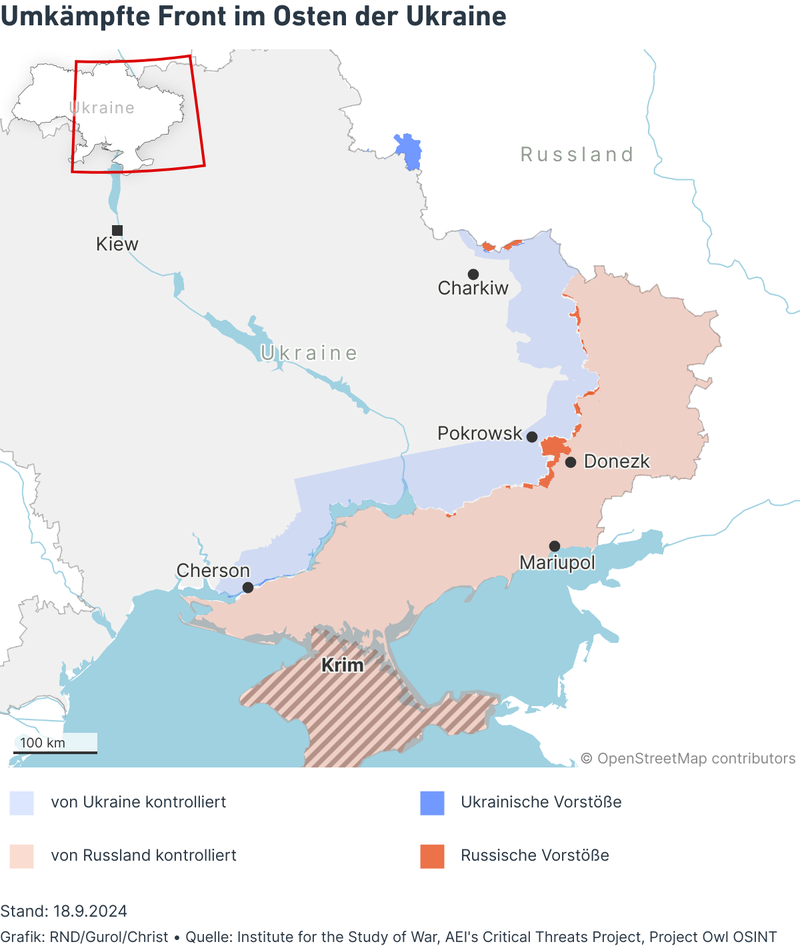 Umkämpfte Front im Osten der Ukraine
Ukraine
Russland
Kiew
Charkiw
Ukraine
Pokrowsk
Donezk
Mariupol
Cherson
Krim
100 km
© OpenStreetMap contributors
von Ukraine kontrolliert
Ukrainische Vorstöße
von Russland kontrolliert
Russische Vorstöße
Stand: 18.9.2024
Grafik: RND/Gurol/Christ • Quelle: Institute for the Study of War, AEI's Critical Threats Project, Project Owl OSINT